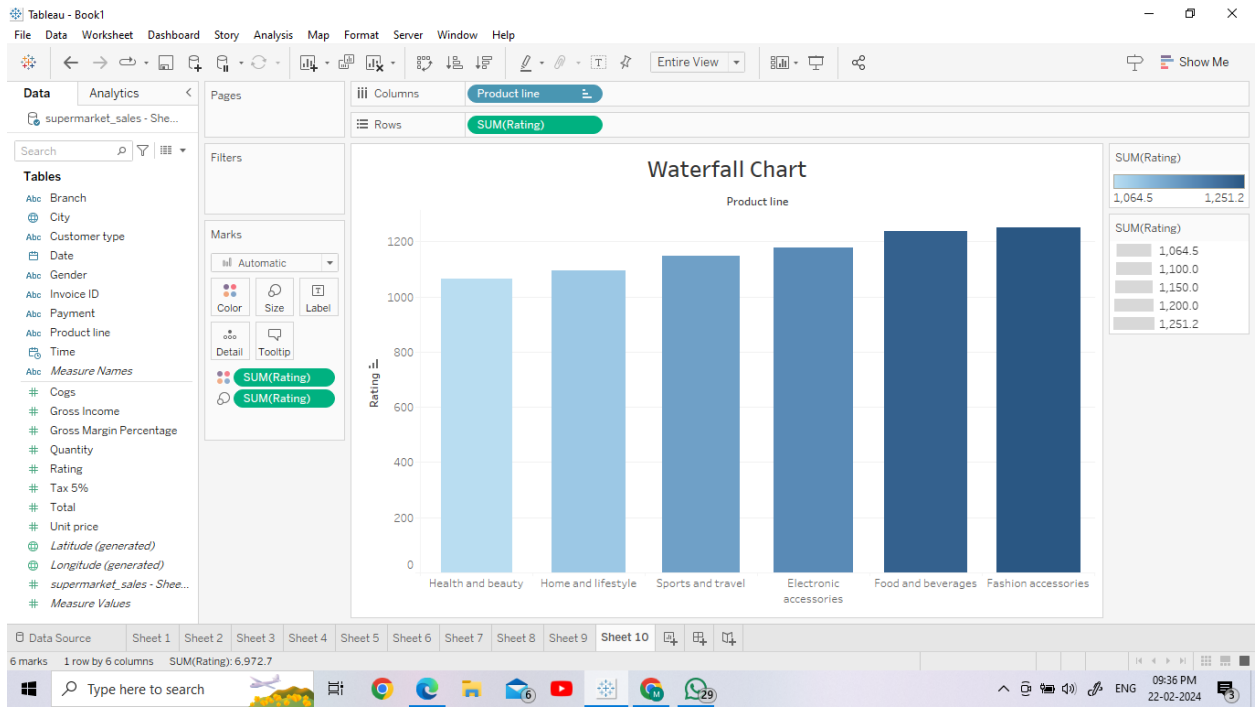 Tableau - Book1
File Data Worksheet Dashboard Story Analysis Map Format Server Window Help
Entire View
Show Me
Data Analytics
supermarket_sales - She...
Search
Tables
Abc Branch
City
Abc Customer type
Date
Abc Gender
Abc Invoice ID
Abc Payment
Abc Product line
Time
Abc Measure Names
# Cogs
# Gross Income
# Gross Margin Percentage
# Quantity
# Rating
# Tax 5%
# Total
# Unit price
Latitude (generated)
Longitude (generated)
# supermarket_sales - Shee...
# Measure Values
Pages
Filters
Marks
Automatic
Color Size Label
Detail Tooltip
SUM(Rating)
SUM(Rating)
Columns Product line
Rows SUM(Rating)
Waterfall Chart
Product line
Rating
1200
1000
800
600
400
200
0
Health and beauty Home and lifestyle Sports and travel Electronic accessories Food and beverages Fashion accessories
SUM(Rating)
1,064.5 1,251.2
SUM(Rating)
1,064.5
1,100.0
1,150.0
1,200.0
1,251.2
Data Source Sheet 1 Sheet 2 Sheet 3 Sheet 4 Sheet 5 Sheet 6 Sheet 7 Sheet 8 Sheet 9 Sheet 10
6 marks 1 row by 6 columns SUM(Rating): 6,972.7
Type here to search
6
M
29
ENG
09:36 PM
22-02-2024
3